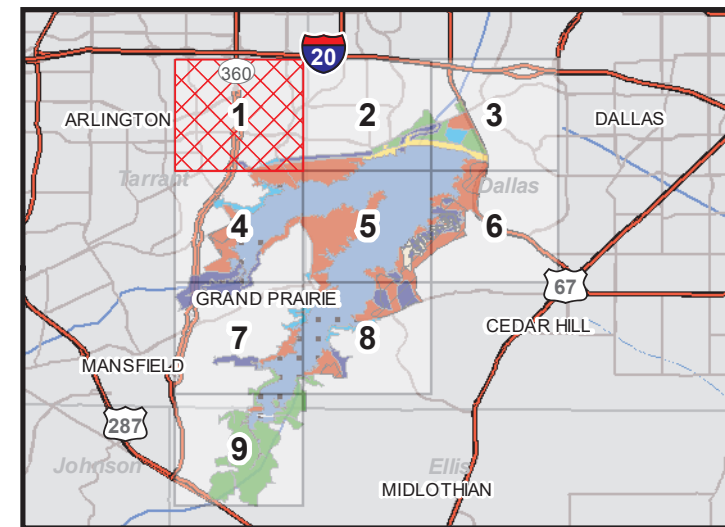 20
360
1
2
3
ARLINGTON
DALLAS
Tarrant
Dallas
4
5
6
GRAND PRAIRIE
67
7
8
CEDAR HILL
MANSFIELD
287
9
Johnson
Ellis
MIDLOTHIAN